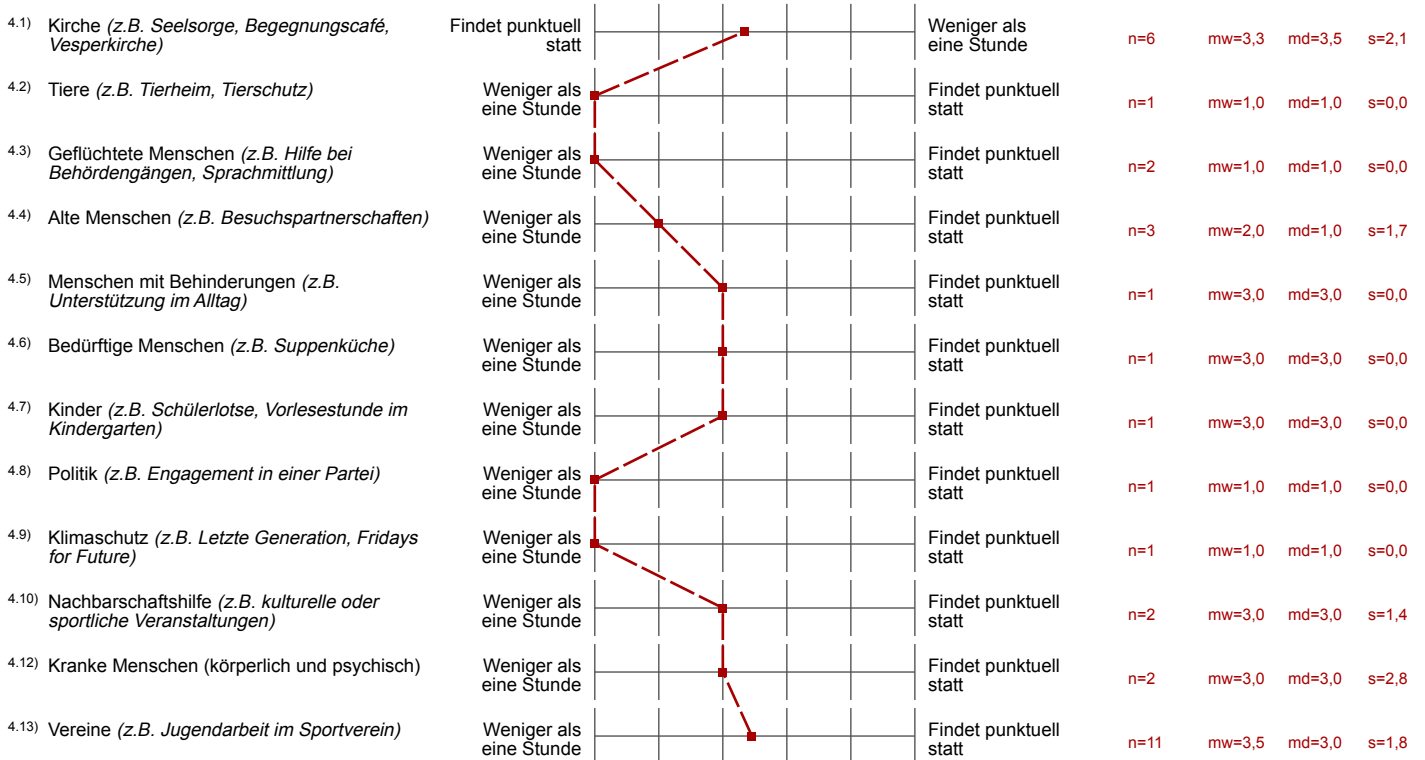 4.1) Kirche (z.B. Seelsorge, Begegnungscafé,
Vesperkirche)
Findet punktuell
statt
Weniger als
eine Stunde
n=6 mw=3,3 md=3,5 s=2,1
4.2) Tiere (z.B. Tierheim, Tierschutz)
Weniger als
eine Stunde
Findet punktuell
statt
n=1 mw=1,0 md=1,0 s=0,0
4.3) Geflüchtete Menschen (z.B. Hilfe bei
Behördengängen, Sprachmittlung)
Weniger als
eine Stunde
Findet punktuell
statt
n=2 mw=1,0 md=1,0 s=0,0
4.4) Alte Menschen (z.B. Besuchspartnerschaften)
Weniger als
eine Stunde
Findet punktuell
statt
n=3 mw=2,0 md=1,0 s=1,7
4.5) Menschen mit Behinderungen (z.B.
Unterstützung im Alltag)
Weniger als
eine Stunde
Findet punktuell
statt
n=1 mw=3,0 md=3,0 s=0,0
4.6) Bedürftige Menschen (z.B. Suppenküche)
Weniger als
eine Stunde
Findet punktuell
statt
n=1 mw=3,0 md=3,0 s=0,0
4.7) Kinder (z.B. Schülerlotse, Vorlesestunde im
Kindergarten)
Weniger als
eine Stunde
Findet punktuell
statt
n=1 mw=3,0 md=3,0 s=0,0
4.8) Politik (z.B. Engagement in einer Partei)
Weniger als
eine Stunde
Findet punktuell
statt
n=1 mw=1,0 md=1,0 s=0,0
4.9) Klimaschutz (z.B. Letzte Generation, Fridays
for Future)
Weniger als
eine Stunde
Findet punktuell
statt
n=1 mw=1,0 md=1,0 s=0,0
4.10) Nachbarschaftshilfe (z.B. kulturelle oder
sportliche Veranstaltungen)
Weniger als
eine Stunde
Findet punktuell
statt
n=2 mw=3,0 md=3,0 s=1,4
4.12) Kranke Menschen (körperlich und psychisch)
Weniger als
eine Stunde
Findet punktuell
statt
n=2 mw=3,0 md=3,0 s=2,8
4.13) Vereine (z.B. Jugendarbeit im Sportverein)
Weniger als
eine Stunde
Findet punktuell
statt
n=11 mw=3,5 md=3,0 s=1,8